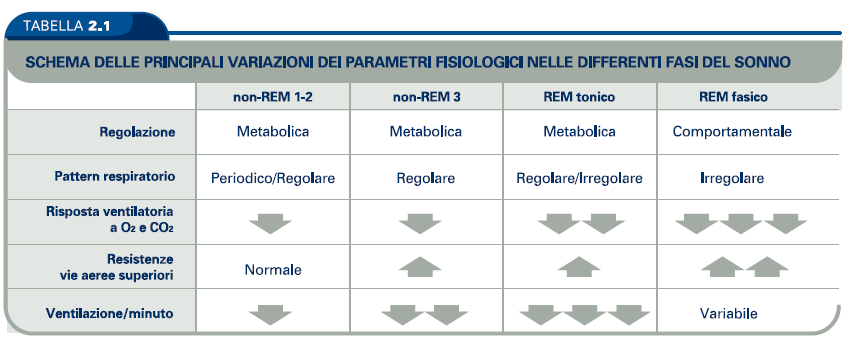 TABELLA 2.1
SCHEMA DELLE PRINCIPALI VARIAZIONI DEI PARAMETRI FISIOLOGICI NELLE DIFFERENTI FASI DEL SONNO
non-REM 1-2 non-REM 3 REM tonico REM fasico
Regolazione Metabolica Metabolica Metabolica Comportamentale
Pattern respiratorio Periodico/Regolare Regolare Regolare/Irregolare Irregolare
Risposta ventilatoria
a O₂ e CO₂
Resistenze
vie aeree superiori Normale
Ventilazione/minuto Variabile